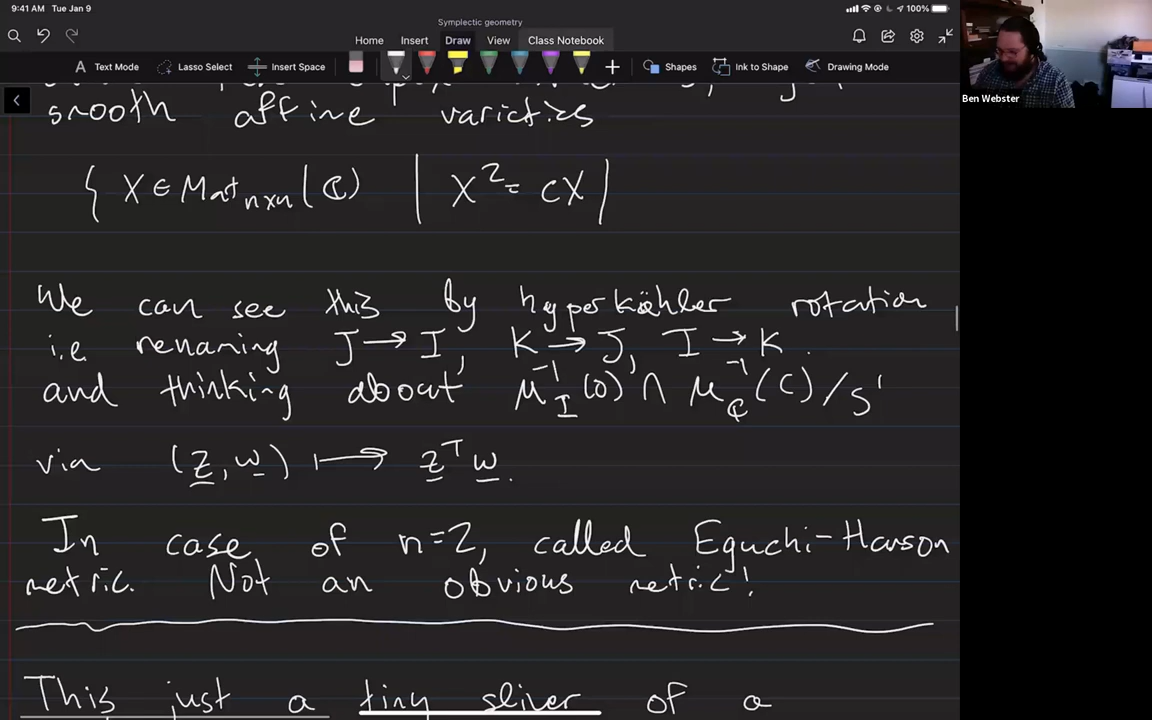 9:41 AM Tue Jan 9
100%
Symplectic geometry
Home Insert Draw View Class Notebook
Text Mode Lasso Select Insert Space Shapes Ink to Shape Drawing Mode
Ben Webster
smooth affine varieties
{ X ∈ Mat_{n×n}(ℂ) | X² = cX |
We can see this by hyperkähler rotation
i.e. renaming J → I, K → J, I → K.
and thinking about μ_I^{-1}(0) ∩ μ_ℂ^{-1}(C)/S¹
via (z, w) ↦ z^T w.
In case of n=2, called Eguchi-Hanson
metric. Not an obvious metric!
This just a tiny sliver of a